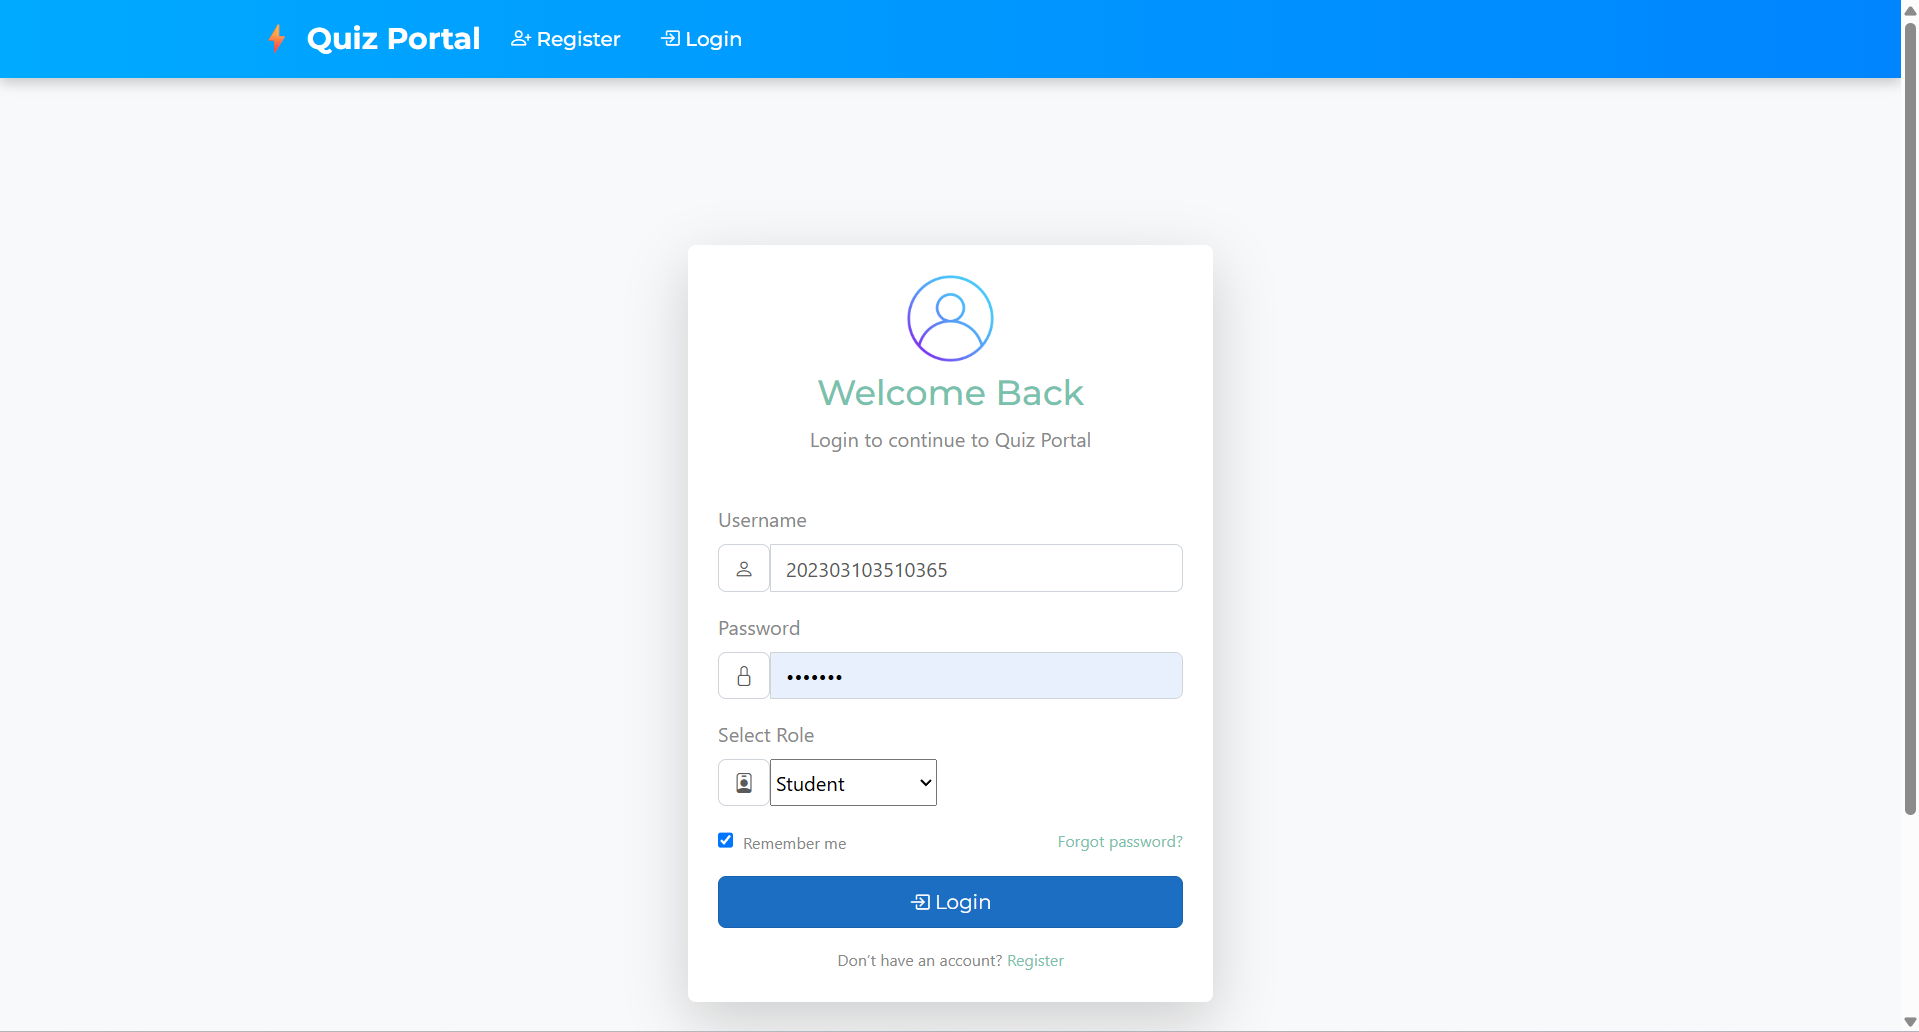 Quiz Portal Register Login
Welcome Back
Login to continue to Quiz Portal
Username
202303103510365
Password
•••••••
Select Role
Student
Remember me Forgot password?
Login
Don't have an account? Register